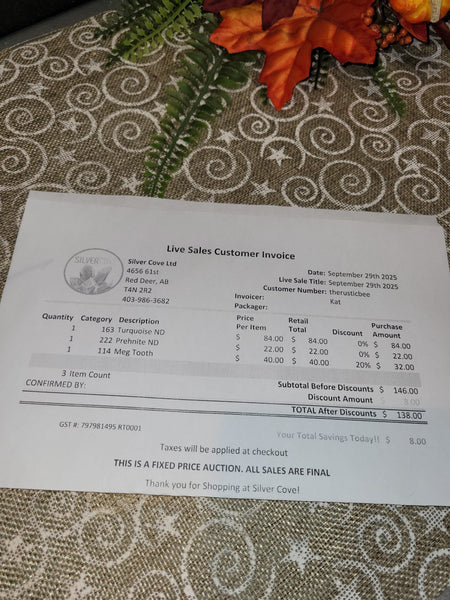 Live Sales Customer Invoice
SILVER
Silver Cove Ltd
4656 61st
Red Deer, AB
T4N 2R2
403-986-3682
Date: September 29th 2025
Live Sale Title: September 29th 2025
Customer Number: therusticbee
Invoicer: Kat
Packager:
Quantity Category Description Price Per Item Retail Total Discount Purchase Amount
1 163 Turquoise ND $ 84.00 $ 84.00 0% $ 84.00
1 222 Prehnite ND $ 22.00 $ 22.00 0% $ 22.00
1 114 Meg Tooth $ 40.00 $ 40.00 20% $ 32.00
3 Item Count
Subtotal Before Discounts $ 146.00
CONFIRMED BY:
Discount Amount $ 8.00
TOTAL After Discounts $ 138.00
GST #: 797981495 RT0001
Your Total Savings Today!! $ 8.00
Taxes will be applied at checkout
THIS IS A FIXED PRICE AUCTION. ALL SALES ARE FINAL
Thank you for Shopping at Silver Cove!